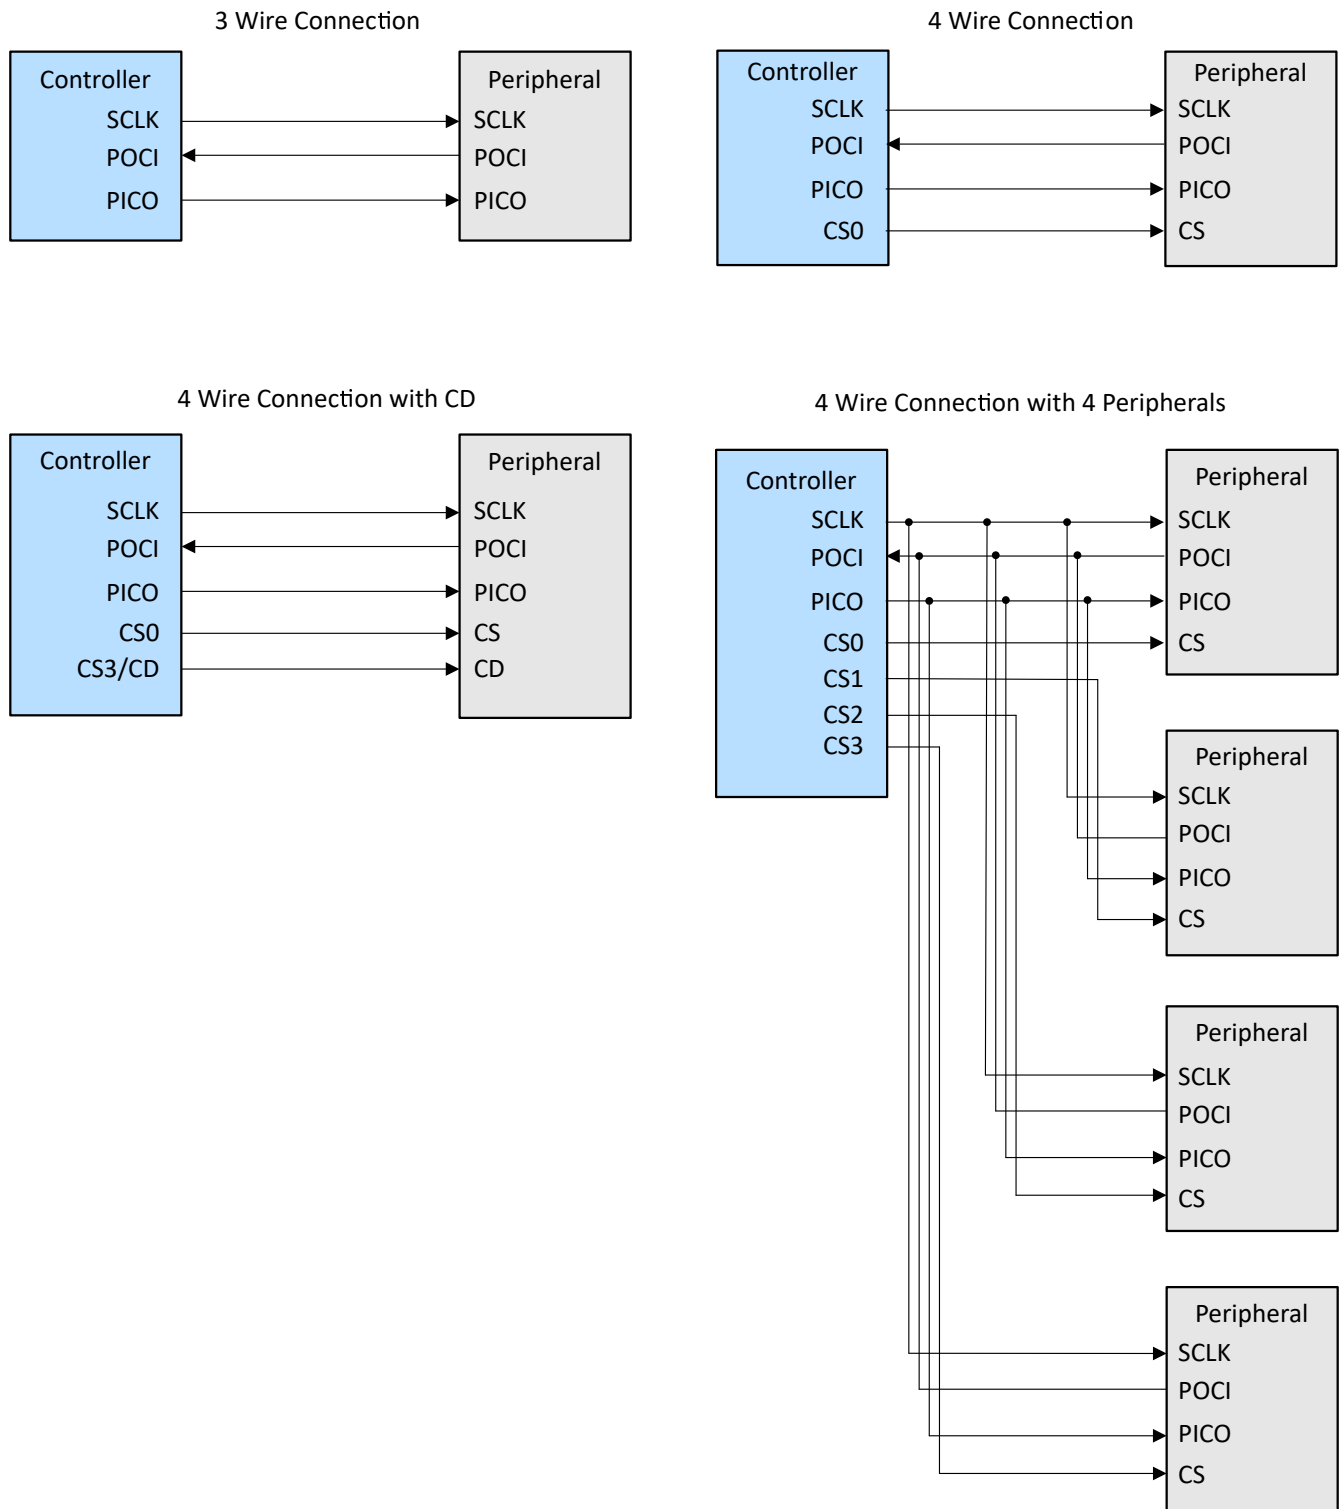 3 Wire Connection
Controller
SCLK
POCI
PICO
Peripheral
SCLK
POCI
PICO
4 Wire Connection
Controller
SCLK
POCI
PICO
CS0
Peripheral
SCLK
POCI
PICO
CS
4 Wire Connection with CD
Controller
SCLK
POCI
PICO
CS0
CS3/CD
Peripheral
SCLK
POCI
PICO
CS
CD
4 Wire Connection with 4 Peripherals
Controller
SCLK
POCI
PICO
CS0
CS1
CS2
CS3
Peripheral
SCLK
POCI
PICO
CS
Peripheral
SCLK
POCI
PICO
CS
Peripheral
SCLK
POCI
PICO
CS
Peripheral
SCLK
POCI
PICO
CS